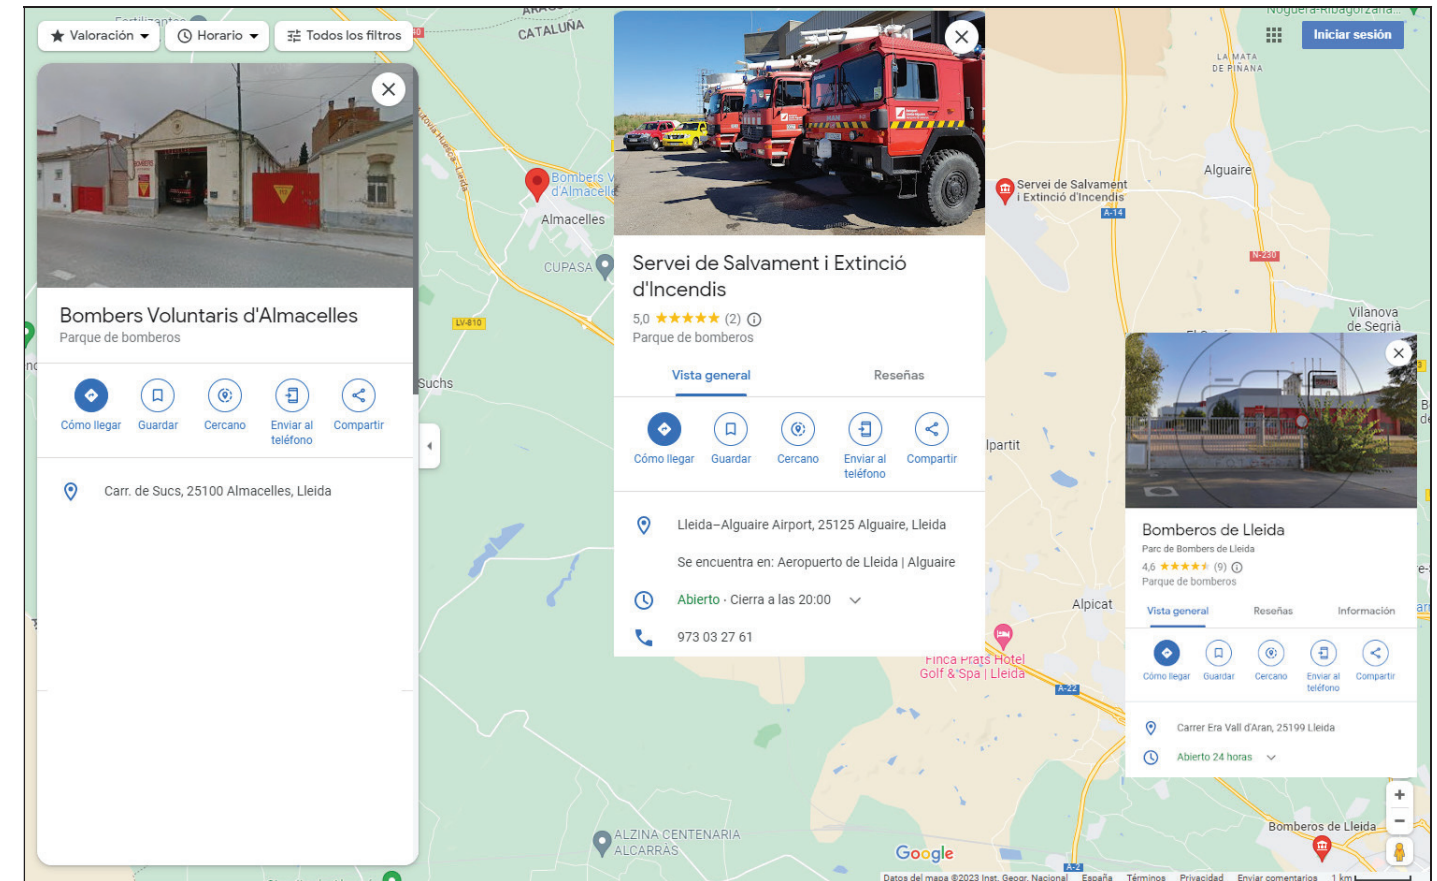 Valoración
Horario
Todos los filtros
CATALUÑA
Iniciar sesión
LA MATA
DE PIÑANA
Autovía Huesca - Lleida
Bombers V
d'Almacelle
Almacelles
CUPASA
LV-810
Suchs
Bombers Voluntaris d'Almacelles
Parque de bomberos
Cómo llegar
Guardar
Cercano
Enviar al
teléfono
Compartir
Carr. de Sucs, 25100 Almacelles, Lleida
Servei de Salvament i Extinció
d'Incendis
5,0 ★★★★★ (2)
Parque de bomberos
Vista general
Reseñas
Cómo llegar
Guardar
Cercano
Enviar al
teléfono
Compartir
Lleida–Alguaire Airport, 25125 Alguaire, Lleida
Se encuentra en: Aeropuerto de Lleida | Alguaire
Abierto · Cierra a las 20:00
973 03 27 61
Servei de Salvament
i Extinció d'Incendis
A-14
Alguaire
N-230
Vilanova
de Segrià
lpartit
Alpicat
Finca Prats Hotel
Golf & Spa | Lleida
A-22
Bomberos de Lleida
Parc de Bombers de Lleida
4,6 ★★★★★ (9)
Parque de bomberos
Vista general
Reseñas
Información
Cómo llegar
Guardar
Cercano
Enviar al
teléfono
Compartir
Carrer Era Vall d'Aran, 25199 Lleida
Abierto 24 horas
ALZINA CENTENARIA
ALCARRÀS
Google
A-2
Bomberos de Lleida
Datos del mapa ©2023 Inst. Geogr. Nacional España Términos Privacidad Enviar comentarios 1 km